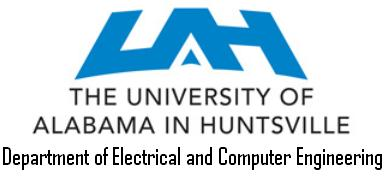 UAH
THE UNIVERSITY OF
ALABAMA IN HUNTSVILLE
Department of Electrical and Computer Engineering